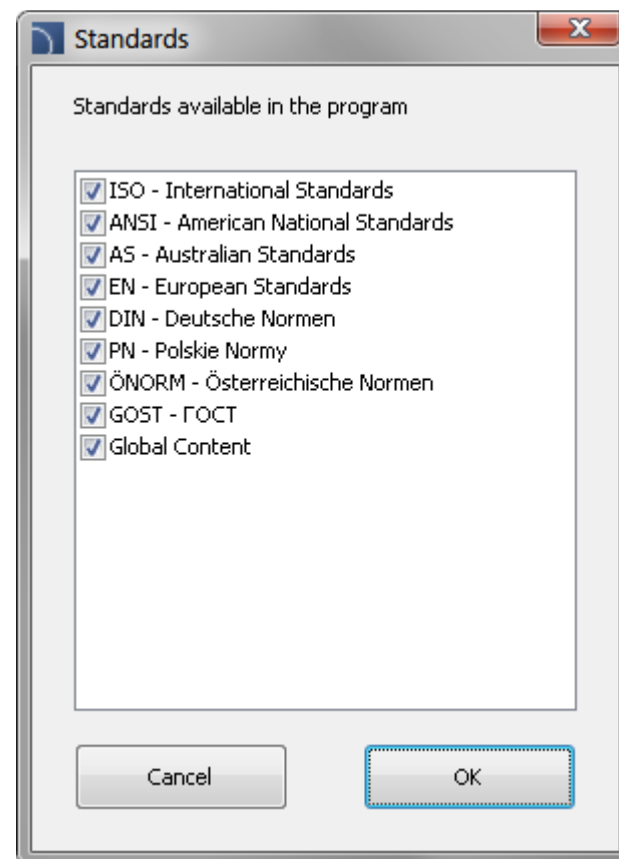 Standards
Standards available in the program
ISO - International Standards
ANSI - American National Standards
AS - Australian Standards
EN - European Standards
DIN - Deutsche Normen
PN - Polskie Normy
ÖNORM - Österreichische Normen
GOST - ГОСТ
Global Content
Cancel
OK